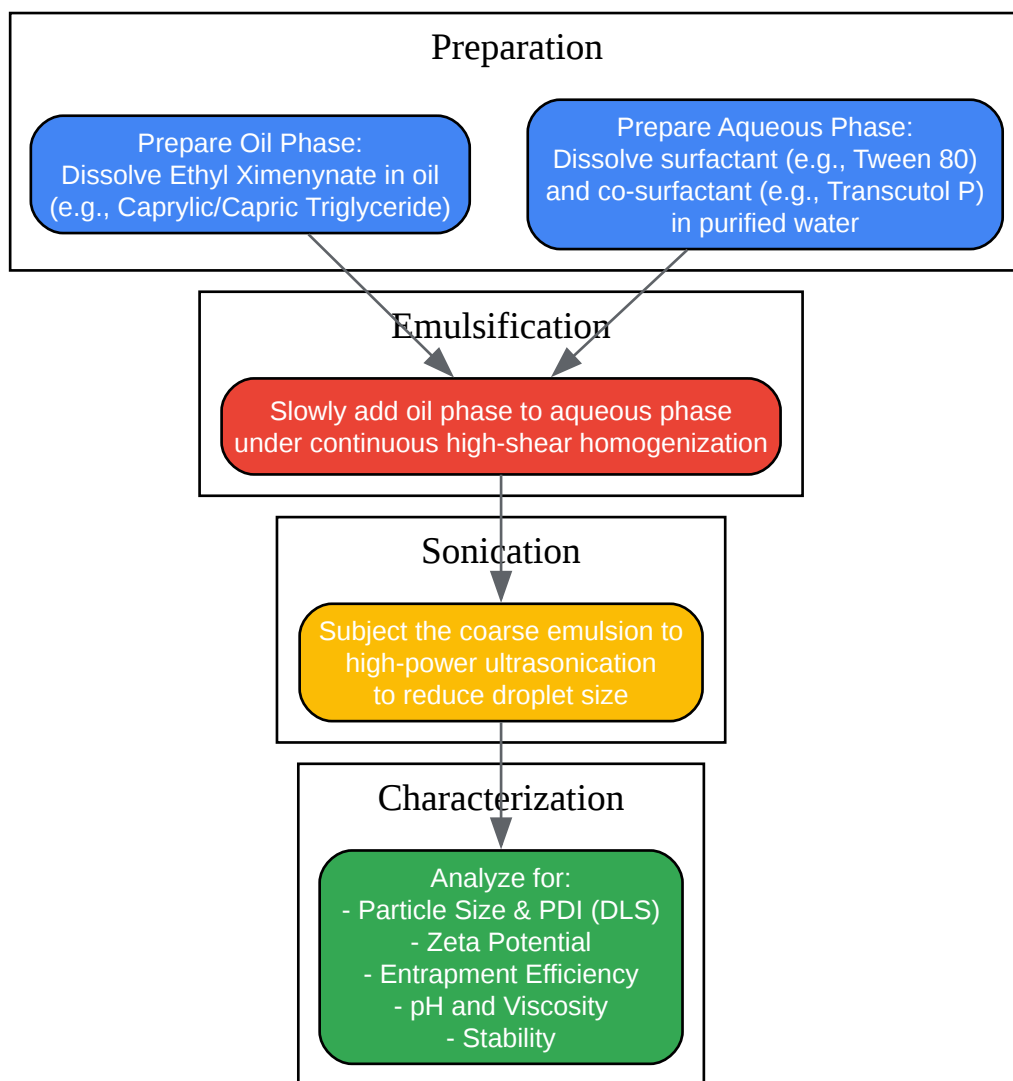 Preparation
Prepare Oil Phase:
Dissolve Ethyl Ximenynate in oil
(e.g., Caprylic/Capric Triglyceride)
Prepare Aqueous Phase:
Dissolve surfactant (e.g., Tween 80)
and co-surfactant (e.g., Transcutol P)
in purified water
Emulsification
Slowly add oil phase to aqueous phase
under continuous high-shear homogenization
Sonication
Subject the coarse emulsion to
high-power ultrasonication
to reduce droplet size
Characterization
Analyze for:
- Particle Size & PDI (DLS)
- Zeta Potential
- Entrapment Efficiency
- pH and Viscosity
- Stability